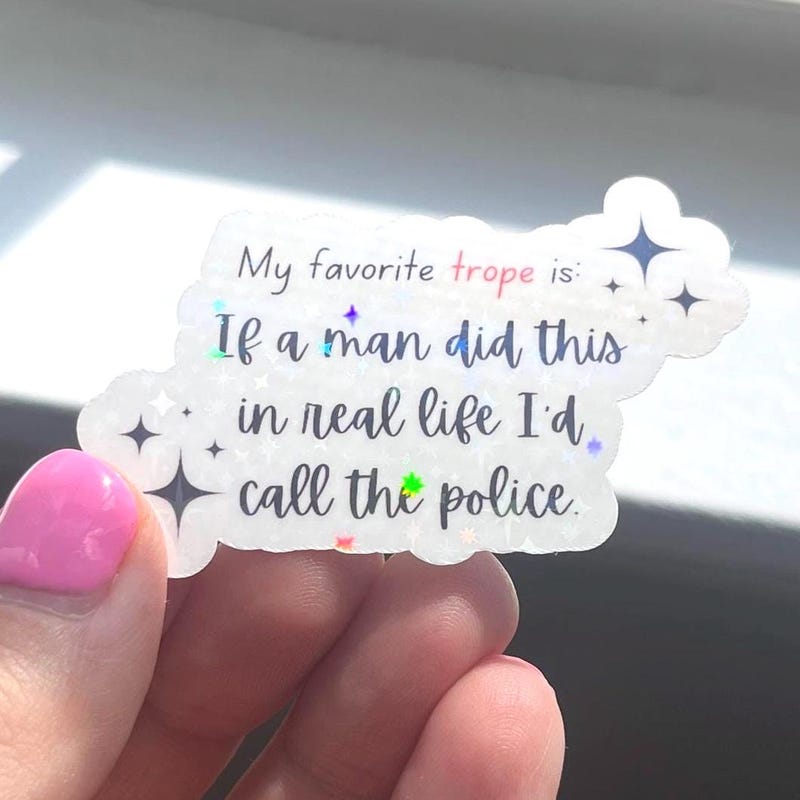 My favorite trope is:
If a man did this
in real life I'd
call the police.